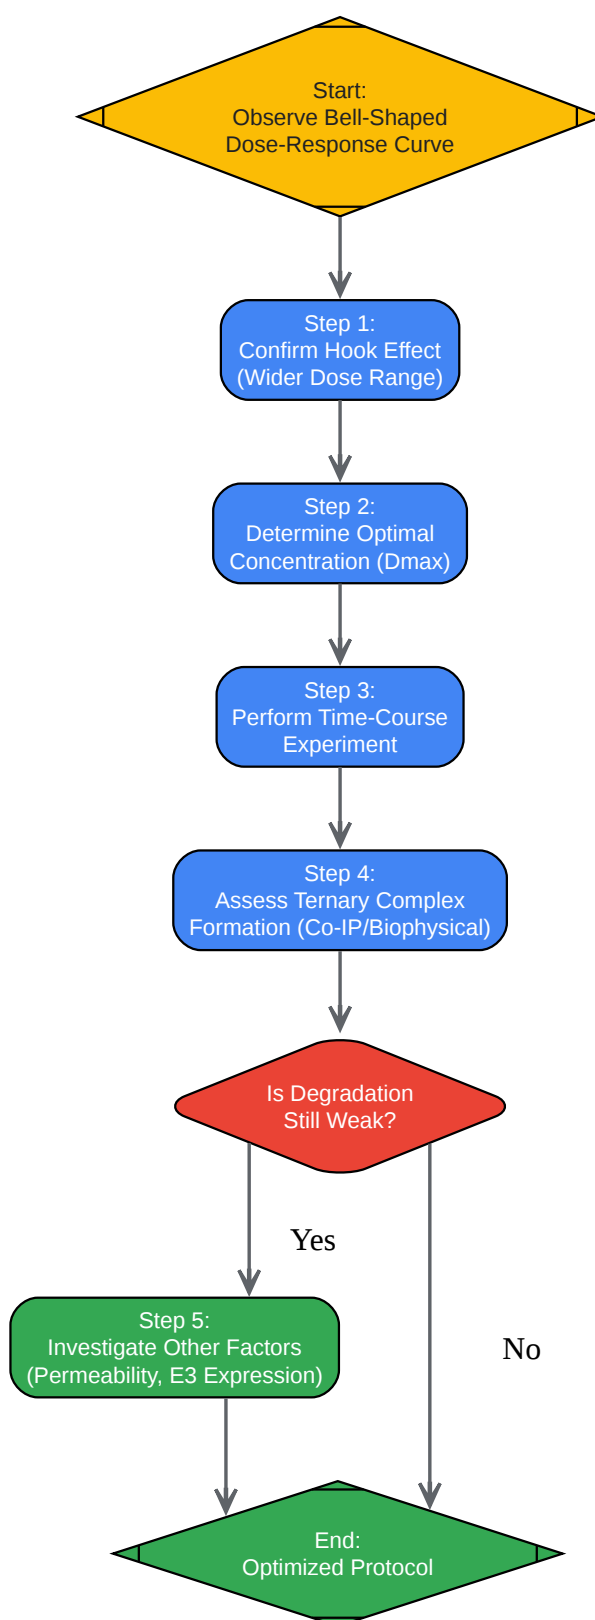 Start:
Observe Bell-Shaped
Dose-Response Curve
Step 1:
Confirm Hook Effect
(Wider Dose Range)
Step 2:
Determine Optimal
Concentration (Dmax)
Step 3:
Perform Time-Course
Experiment
Step 4:
Assess Ternary Complex
Formation (Co-IP/Biophysical)
Is Degradation
Still Weak?
Yes
Step 5:
Investigate Other Factors
(Permeability, E3 Expression)
No
End:
Optimized Protocol